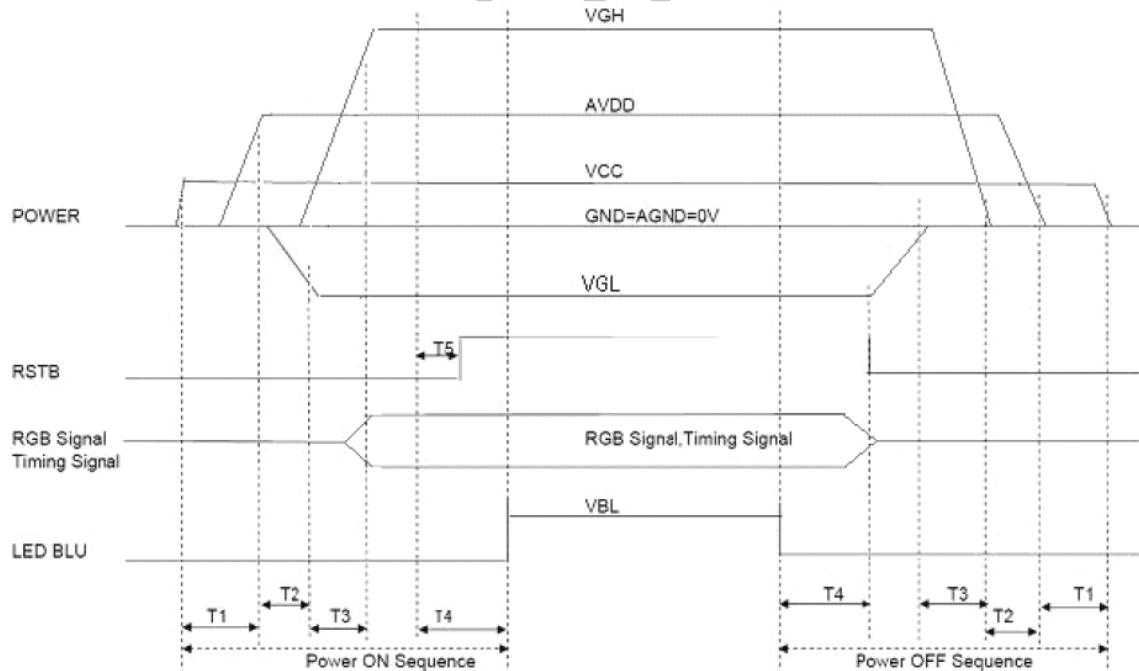 VGH
AVDD
VCC
POWER
GND=AGND=0V
VGL
T5
RSTB
RGB Signal
Timing Signal
RGB Signal,Timing Signal
VBL
LED BLU
T1
T2
T3
T4
T4
T3
T2
T1
Power ON Sequence
Power OFF Sequence